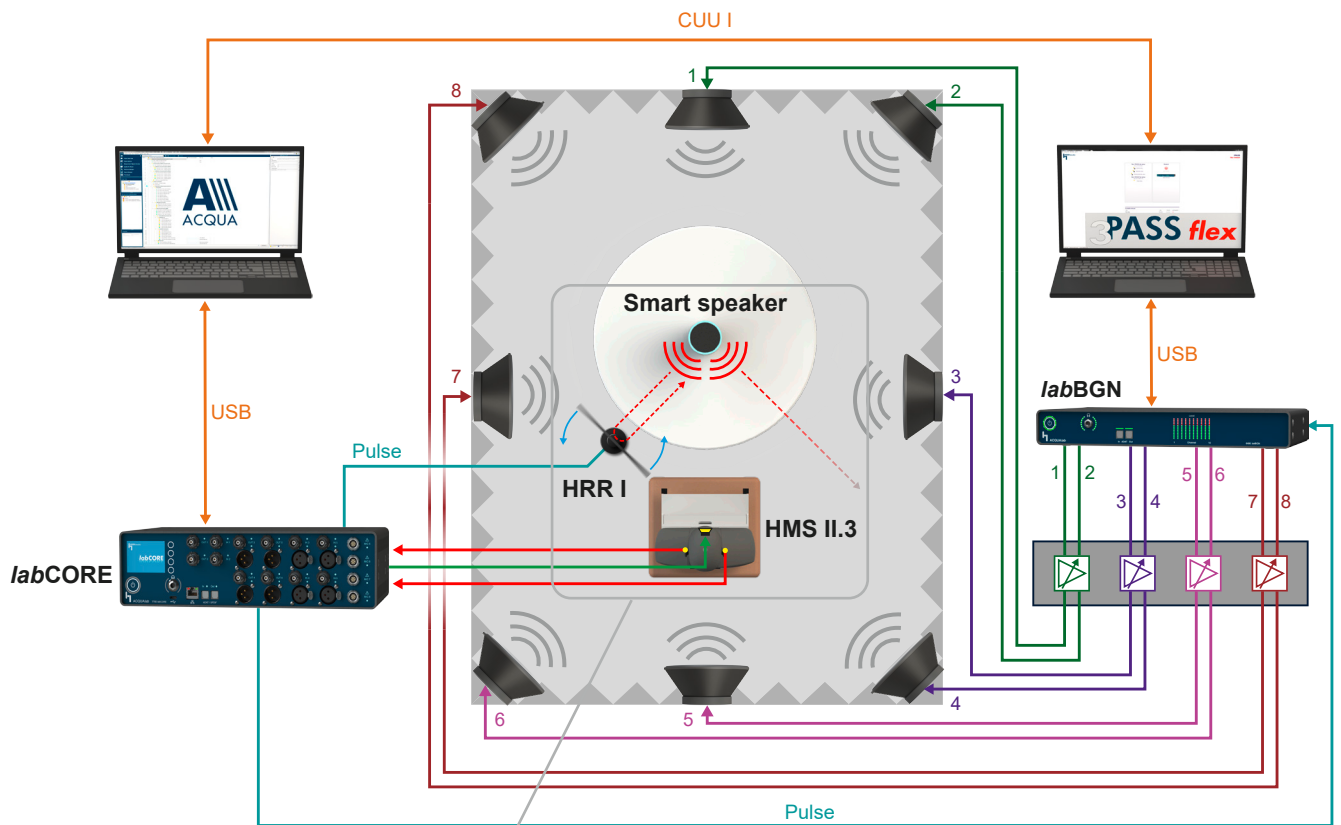 CUU I
1
8
2
ACQUA
3PASS flex
Smart speaker
USB
7
3
USB
labBGN
Pulse
HRR I
HMS II.3
1
2
3
4
5
6
7
8
labCORE
labCORE
6
5
4
Pulse